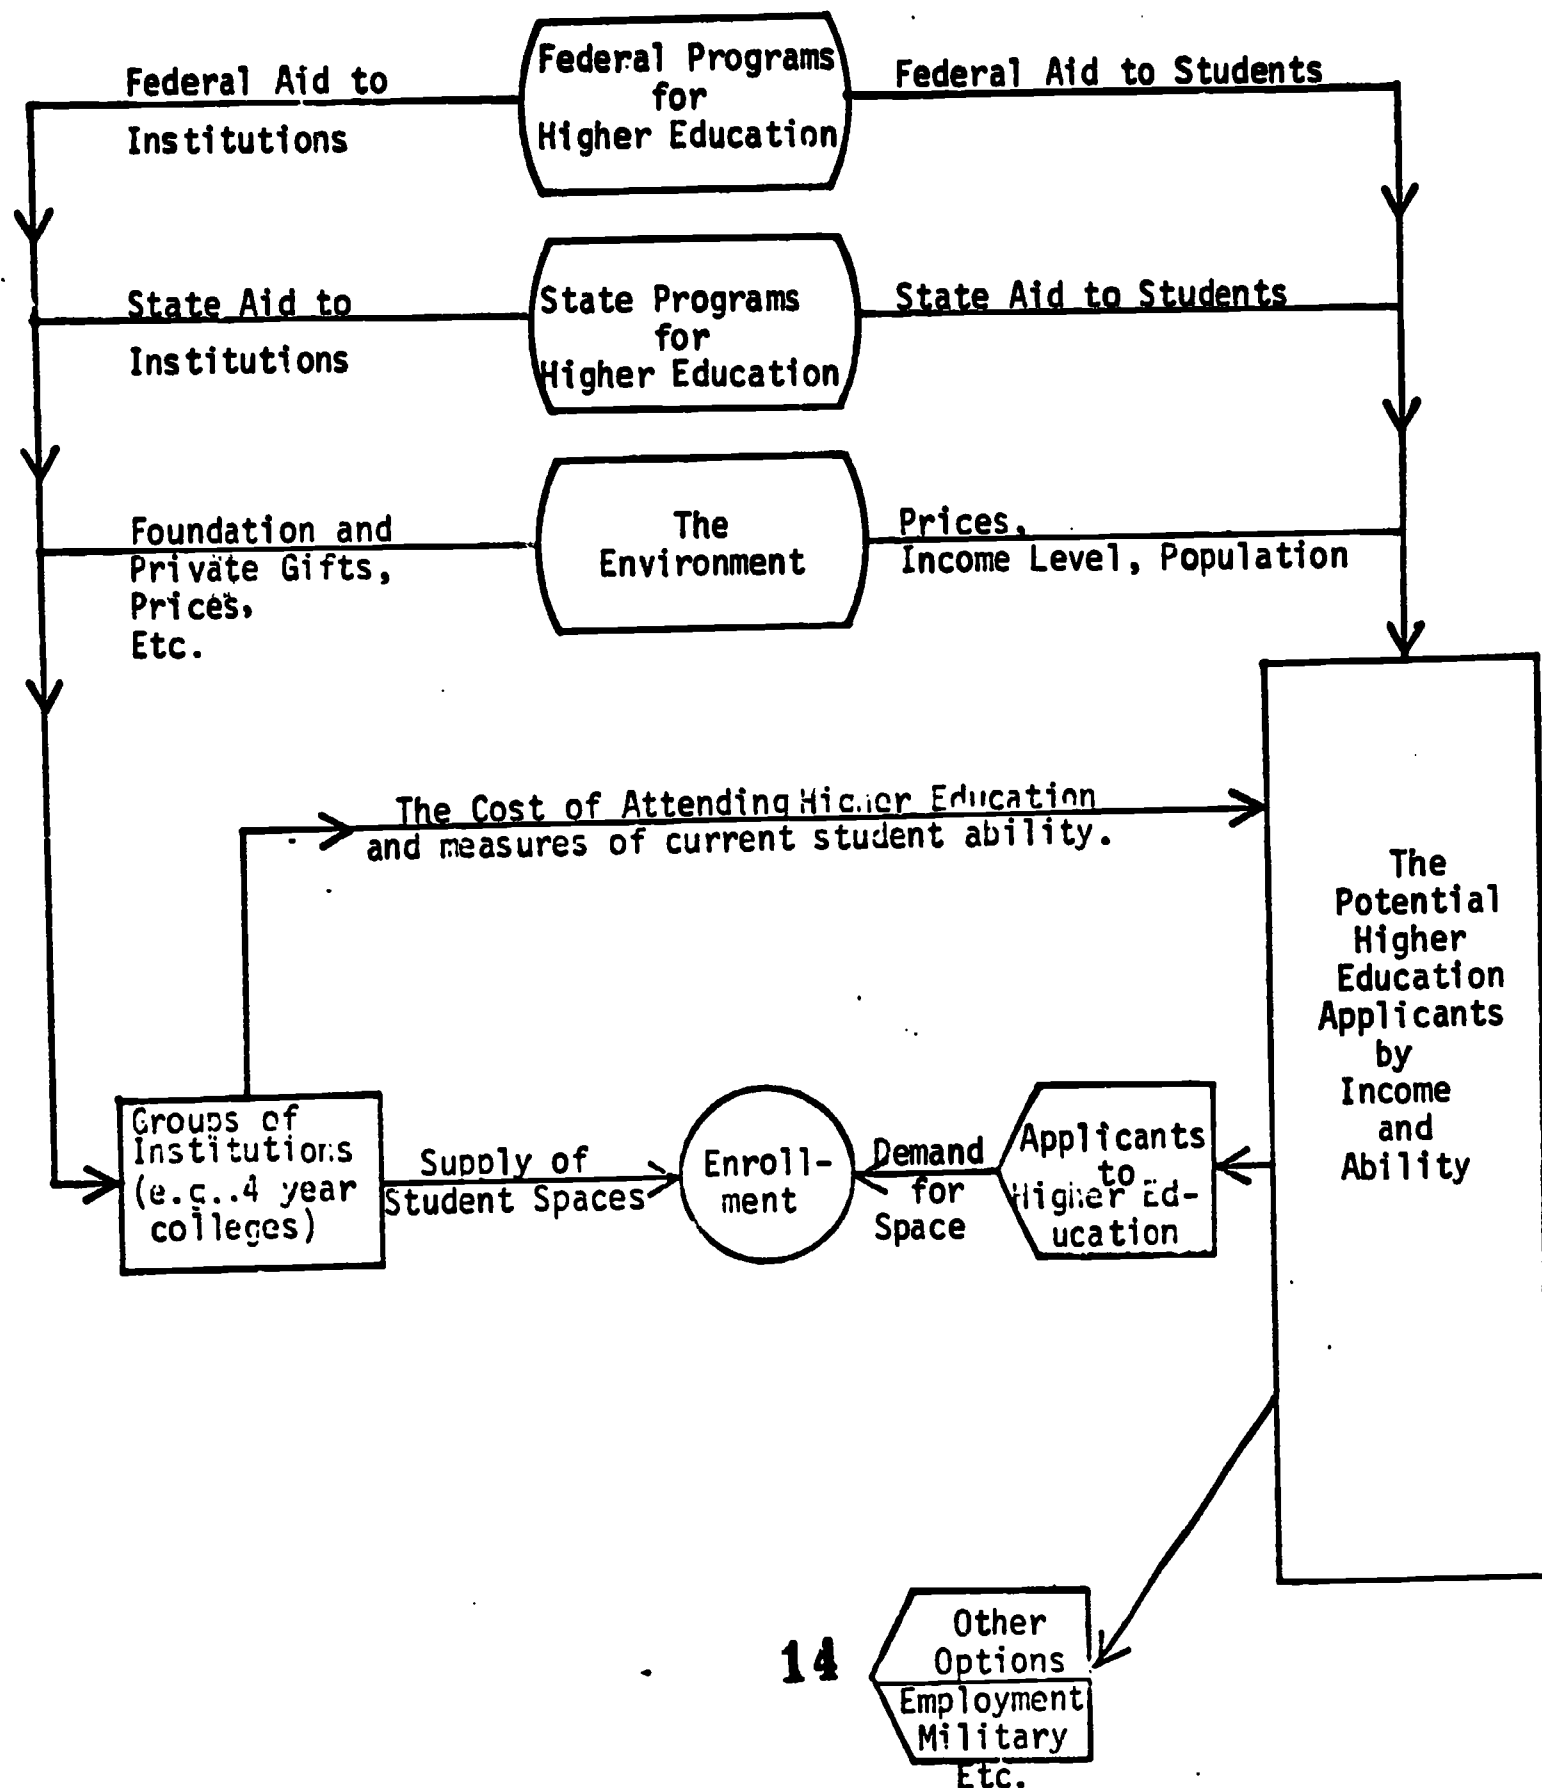 Federal Programs
for
Higher Education
Federal Aid to
Institutions
Federal Aid to Students
State Programs
for
Higher Education
State Aid to
Institutions
State Aid to Students
The
Environment
Foundation and
Private Gifts,
Prices,
Etc.
Prices,
Income Level, Population
The Cost of Attending Higher Education
and measures of current student ability.
The
Potential
Higher
Education
Applicants
by
Income
and
Ability
Groups of
Institutions
(e.g..4 year
colleges)
Supply of
Student Spaces
Enroll-
ment
Demand
for
Space
Applicants
to
Higher Ed-
ucation
Other
Options
Employment
Military
Etc.
14